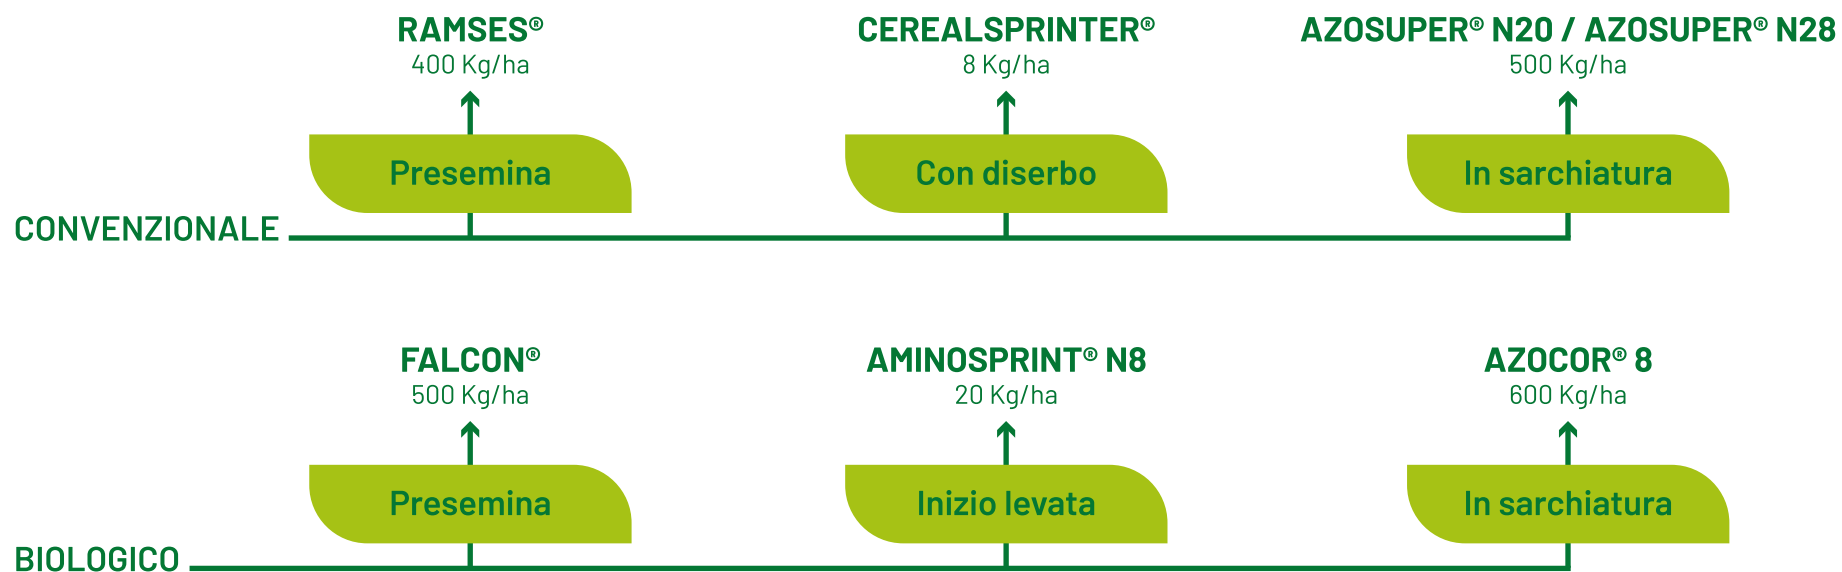 RAMSES®
400 Kg/ha
CEREALSPRINTER®
8 Kg/ha
AZOSUPER® N20 / AZOSUPER® N28
500 Kg/ha
Presemina
Con diserbo
In sarchiatura
CONVENZIONALE
FALCON®
500 Kg/ha
AMINOSPRINT® N8
20 Kg/ha
AZOCOR® 8
600 Kg/ha
Presemina
Inizio levata
In sarchiatura
BIOLOGICO